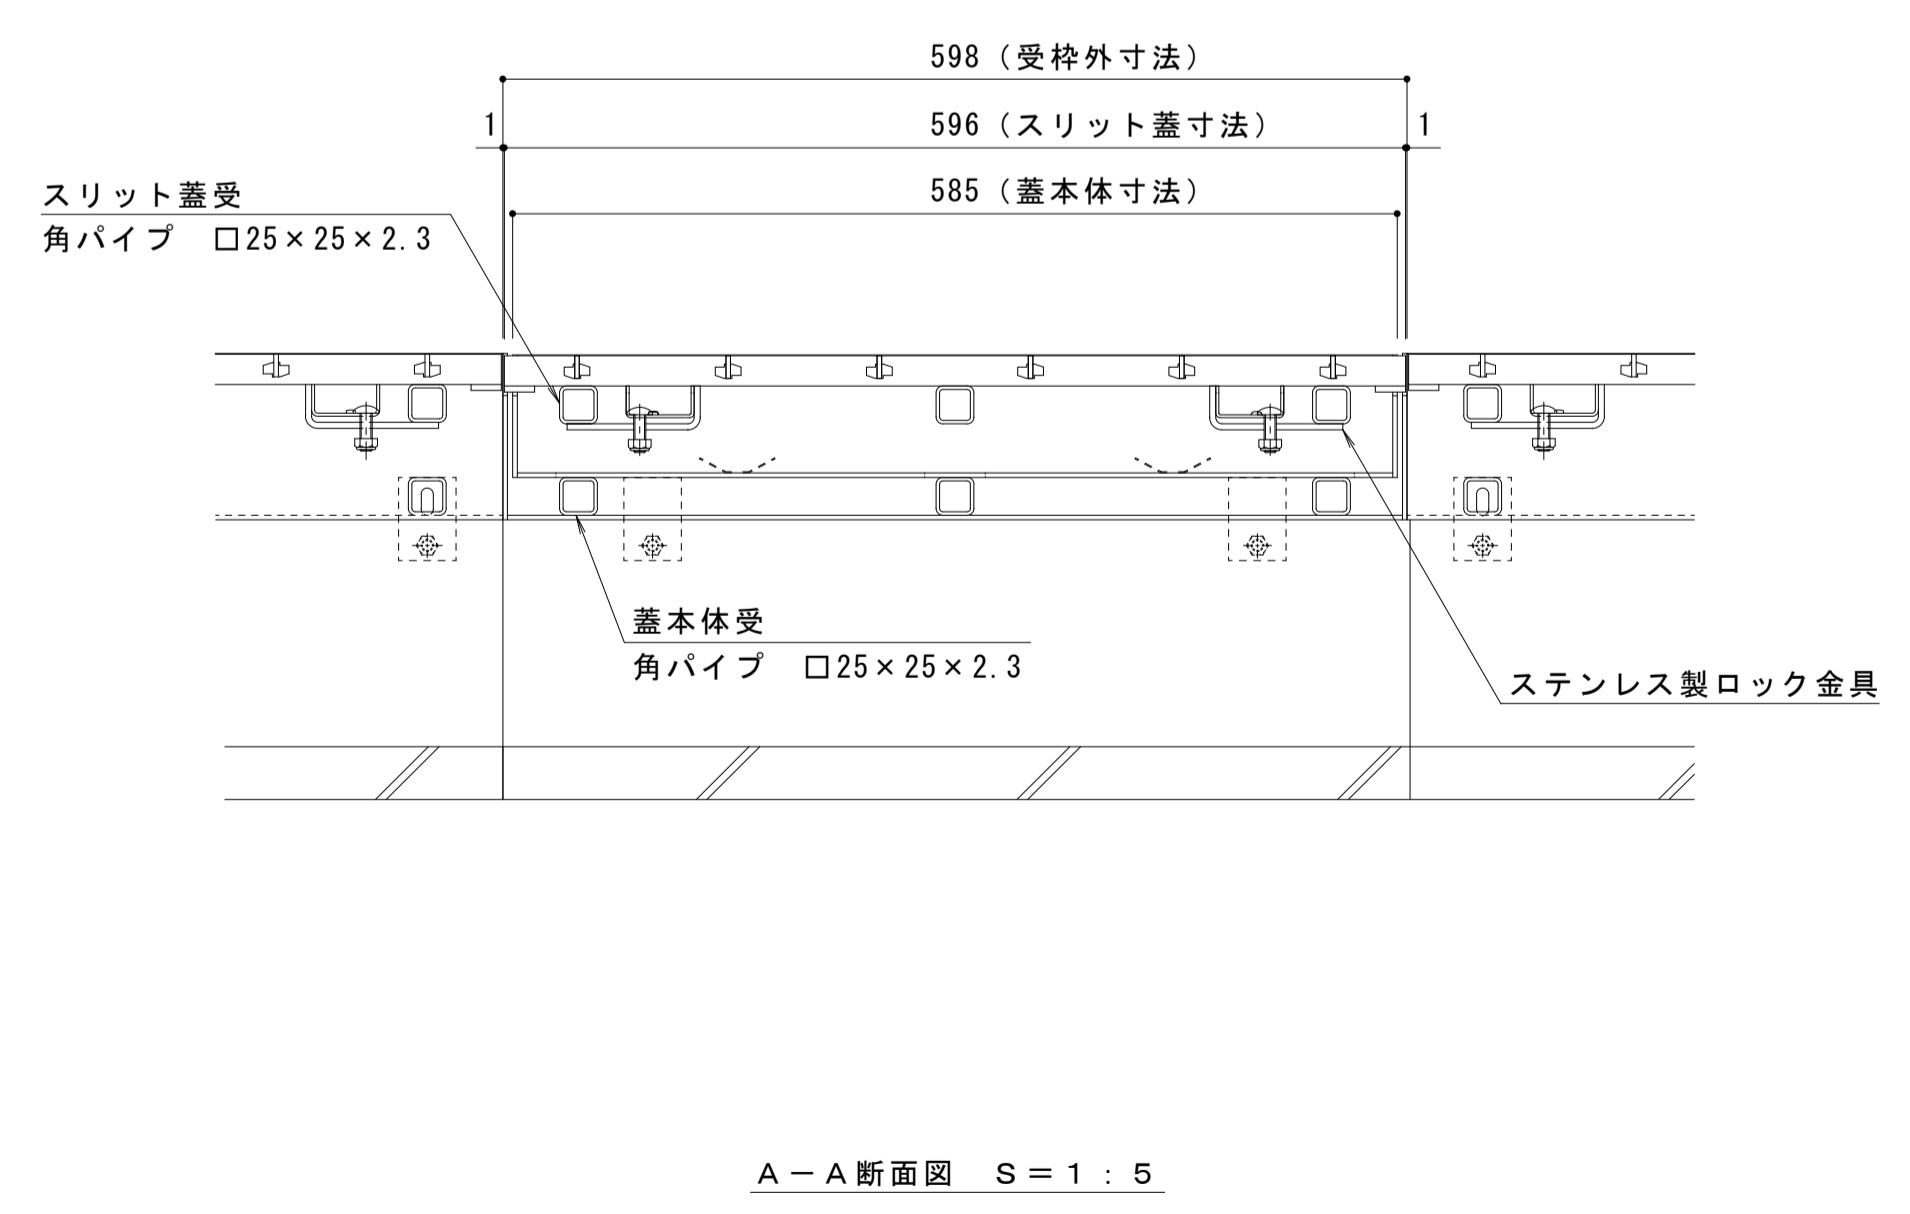 598（受枠外寸法）
1
596（スリット蓋寸法）
1
585（蓋本体寸法）
スリット蓋受
角パイプ　□25×25×2.3
蓋本体受
角パイプ　□25×25×2.3
ステンレス製ロック金具
A－A断面図　S＝1：5